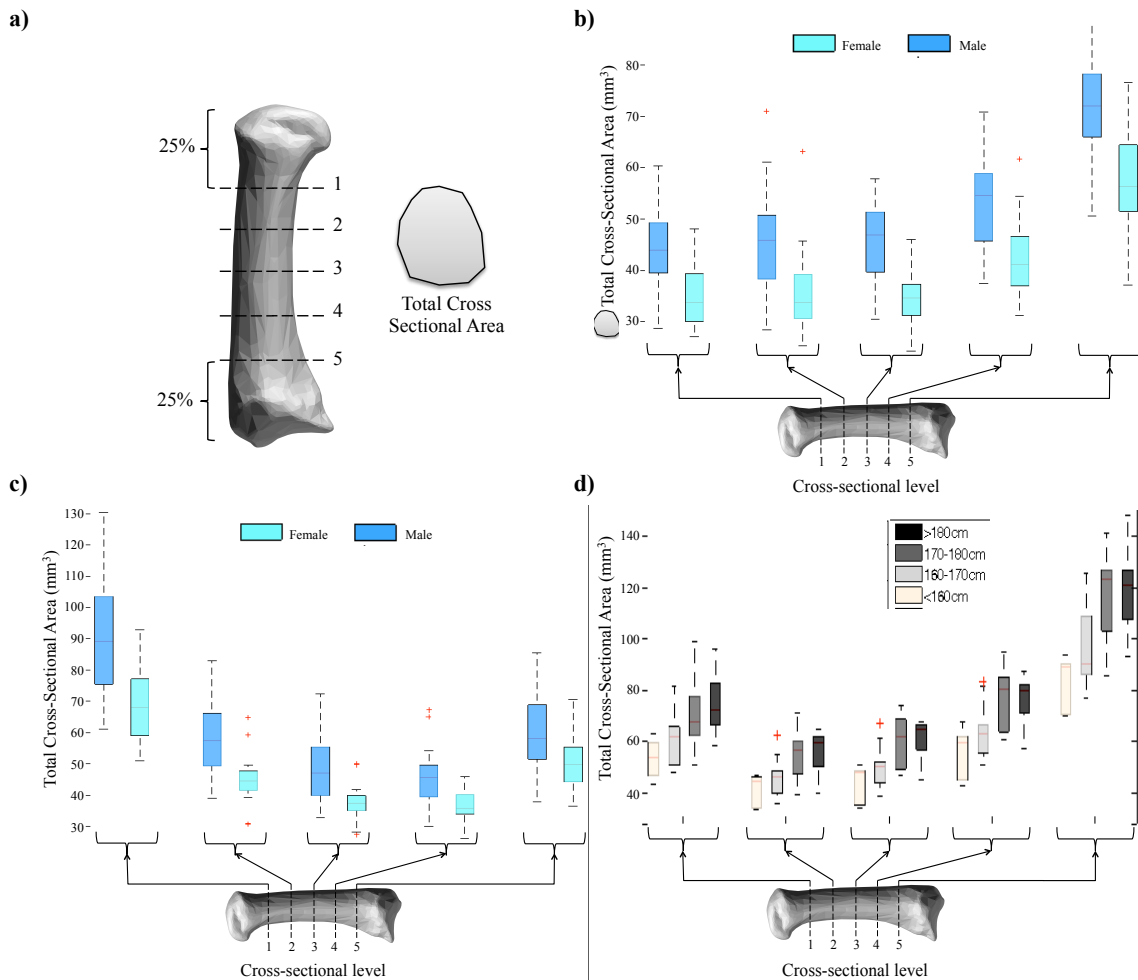 a)
25%
1
2
3
4
5
25%
Total Cross
Sectional Area
b)
Female
Male
Total Cross-Sectional Area (mm³)
80
70
60
50
40
30
1 2 3 4 5
Cross-sectional level
c)
Female
Male
Total Cross-Sectional Area (mm³)
130
120
110
100
90
80
70
60
50
40
30
1 2 3 4 5
Cross-sectional level
d)
>180cm
170-180cm
160-170cm
<160cm
Total Cross-Sectional Area (mm³)
140
120
100
80
60
40
1 2 3 4 5
Cross-sectional level